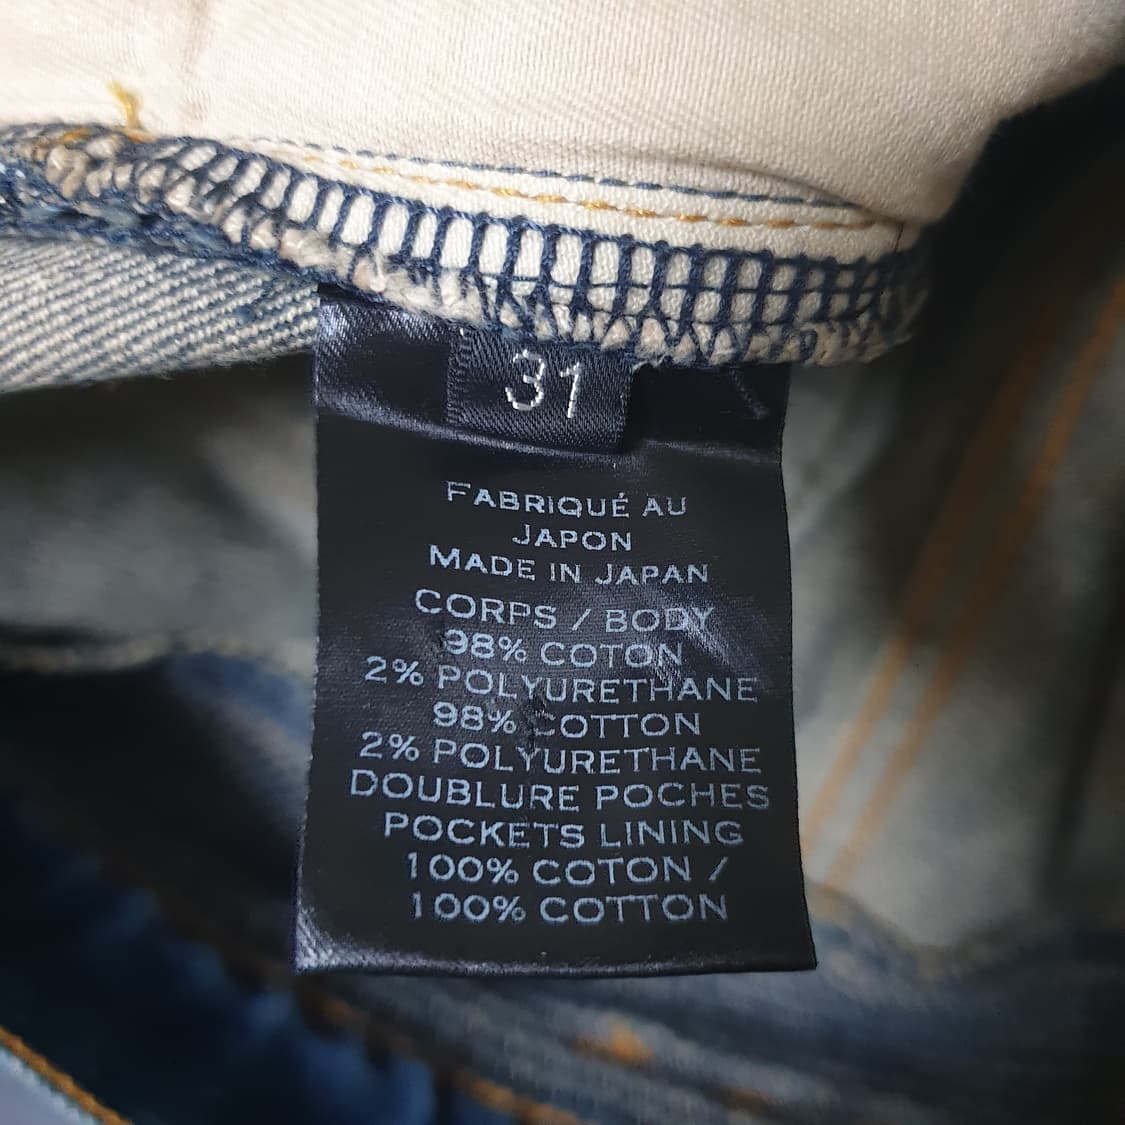 31
FABRIQUÉ AU
JAPON
MADE IN JAPAN
CORPS / BODY
98% COTON
2% POLYURETHANE
98% COTTON
2% POLYURETHANE
DOUBLURE POCHES
POCKETS LINING
100% COTON /
100% COTTON